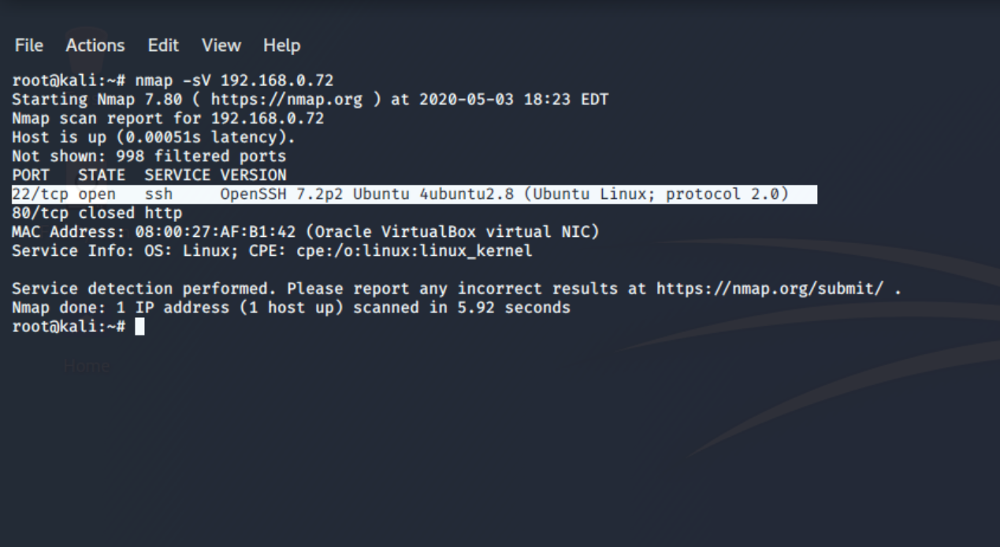 File Actions Edit View Help
root@kali:~# nmap -sV 192.168.0.72
Starting Nmap 7.80 ( https://nmap.org ) at 2020-05-03 18:23 EDT
Nmap scan report for 192.168.0.72
Host is up (0.00051s latency).
Not shown: 998 filtered ports
PORT   STATE  SERVICE VERSION
22/tcp open   ssh     OpenSSH 7.2p2 Ubuntu 4ubuntu2.8 (Ubuntu Linux; protocol 2.0)
80/tcp closed http
MAC Address: 08:00:27:AF:B1:42 (Oracle VirtualBox virtual NIC)
Service Info: OS: Linux; CPE: cpe:/o:linux:linux_kernel
Service detection performed. Please report any incorrect results at https://nmap.org/submit/ .
Nmap done: 1 IP address (1 host up) scanned in 5.92 seconds
root@kali:~#
Home